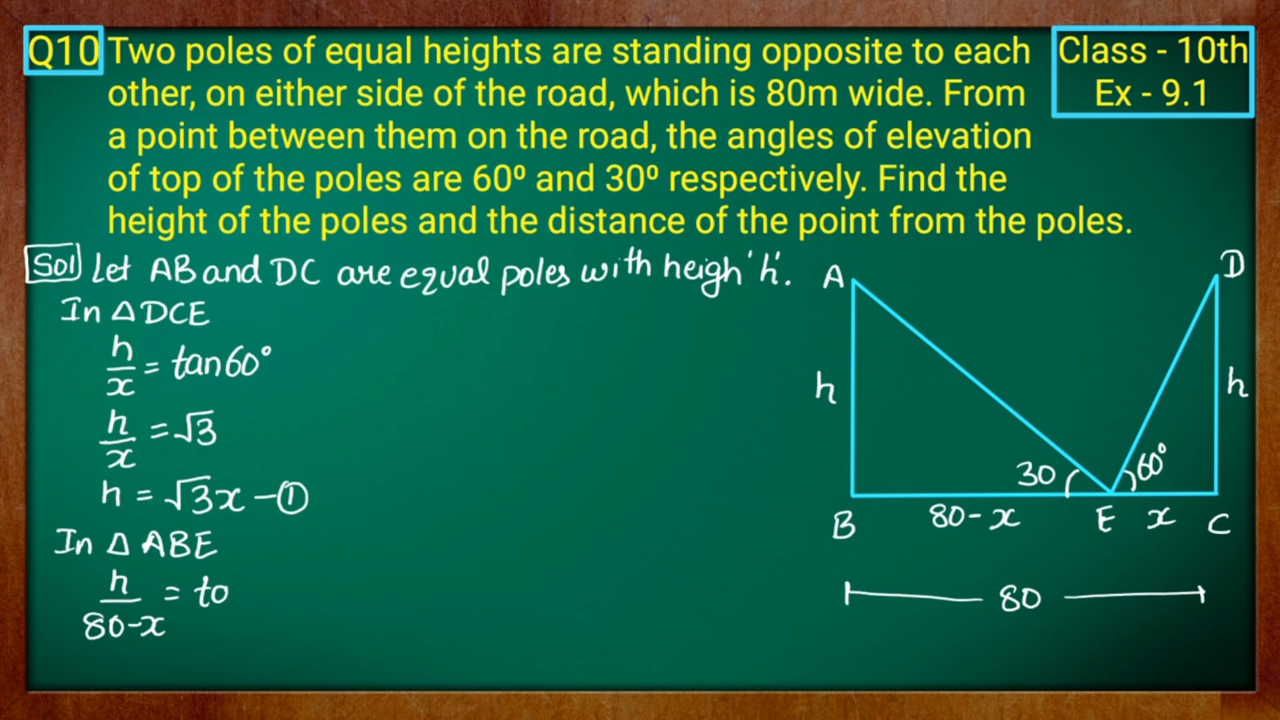 Q10 Two poles of equal heights are standing opposite to each
other, on either side of the road, which is 80m wide. From
a point between them on the road, the angles of elevation
of top of the poles are 60º and 30º respectively. Find the
height of the poles and the distance of the point from the poles.
Class - 10th
Ex - 9.1
Sol Let AB and DC are equal poles with heigh 'h'.
In △DCE
h/x = tan60°
h/x = √3
h = √3x - ①
In △ ABE
h/80-x = to
A
D
h
h
30
60°
B
80-x
E
x
C
80